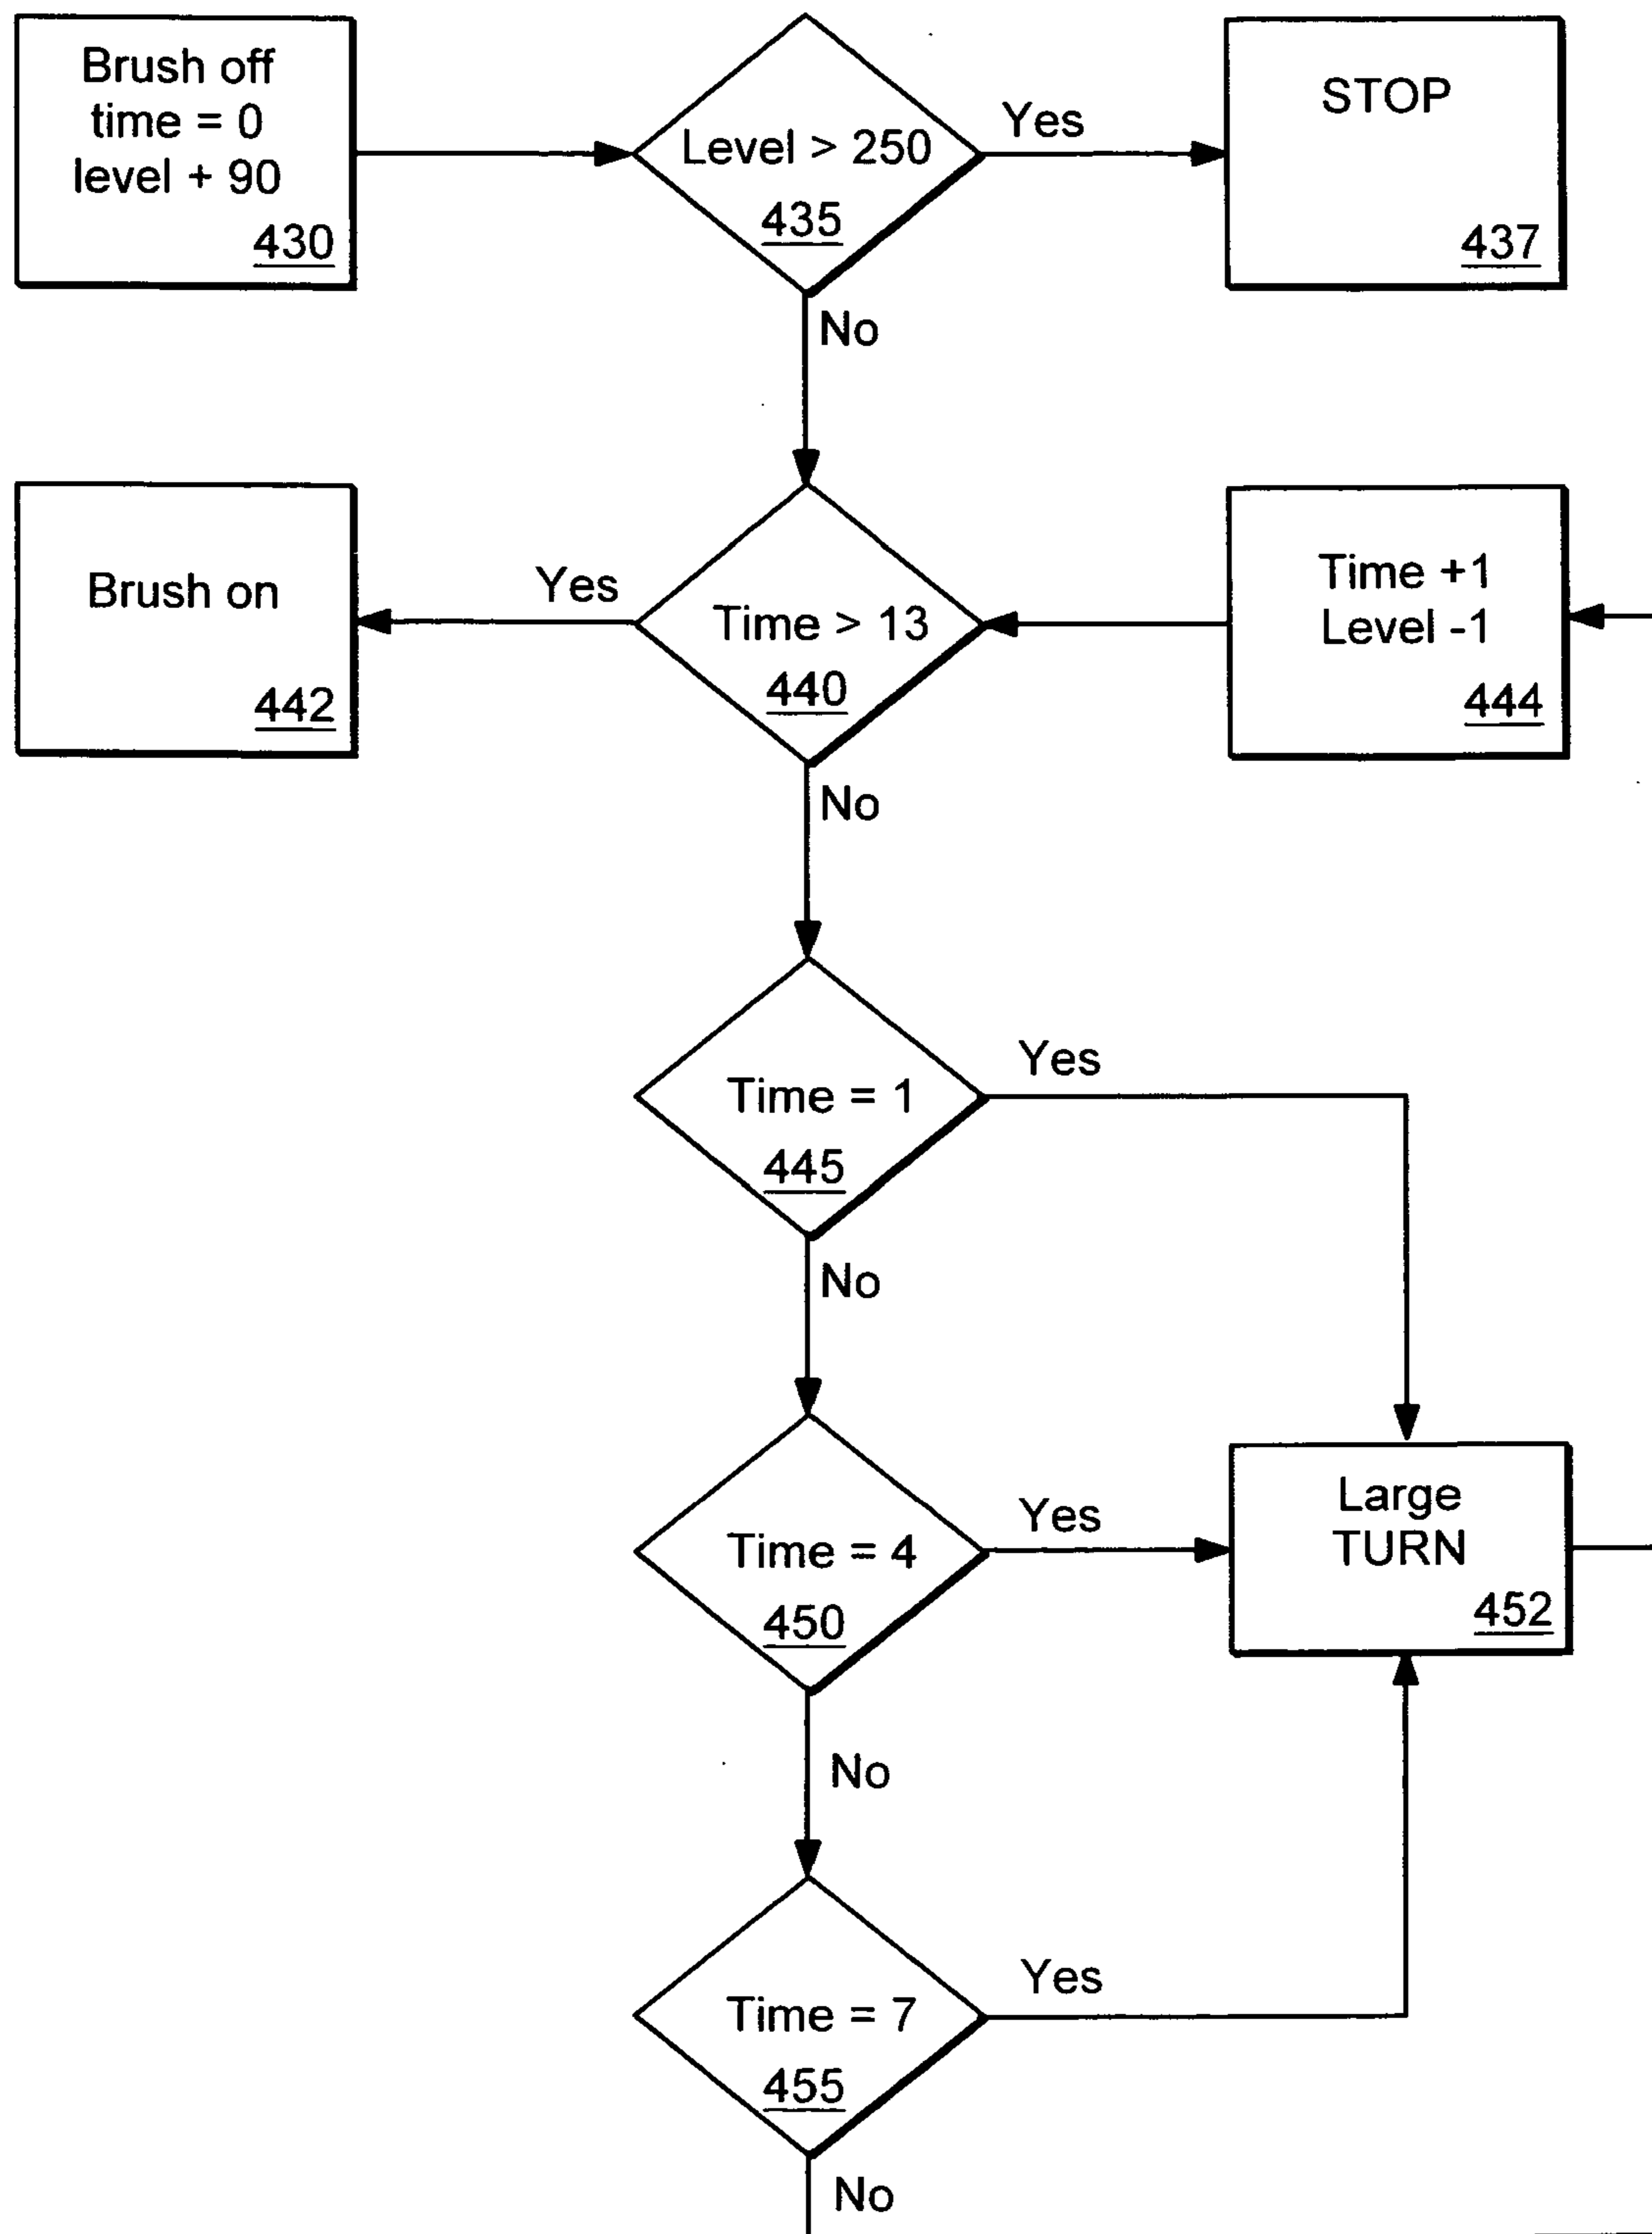 Brush off
time = 0
level + 90
430
Level > 250
435
Yes
STOP
437
No
Brush on
442
Yes
Time > 13
440
Time +1
Level -1
444
No
Time = 1
445
Yes
No
Time = 4
450
Yes
Large
TURN
452
No
Time = 7
455
Yes
No